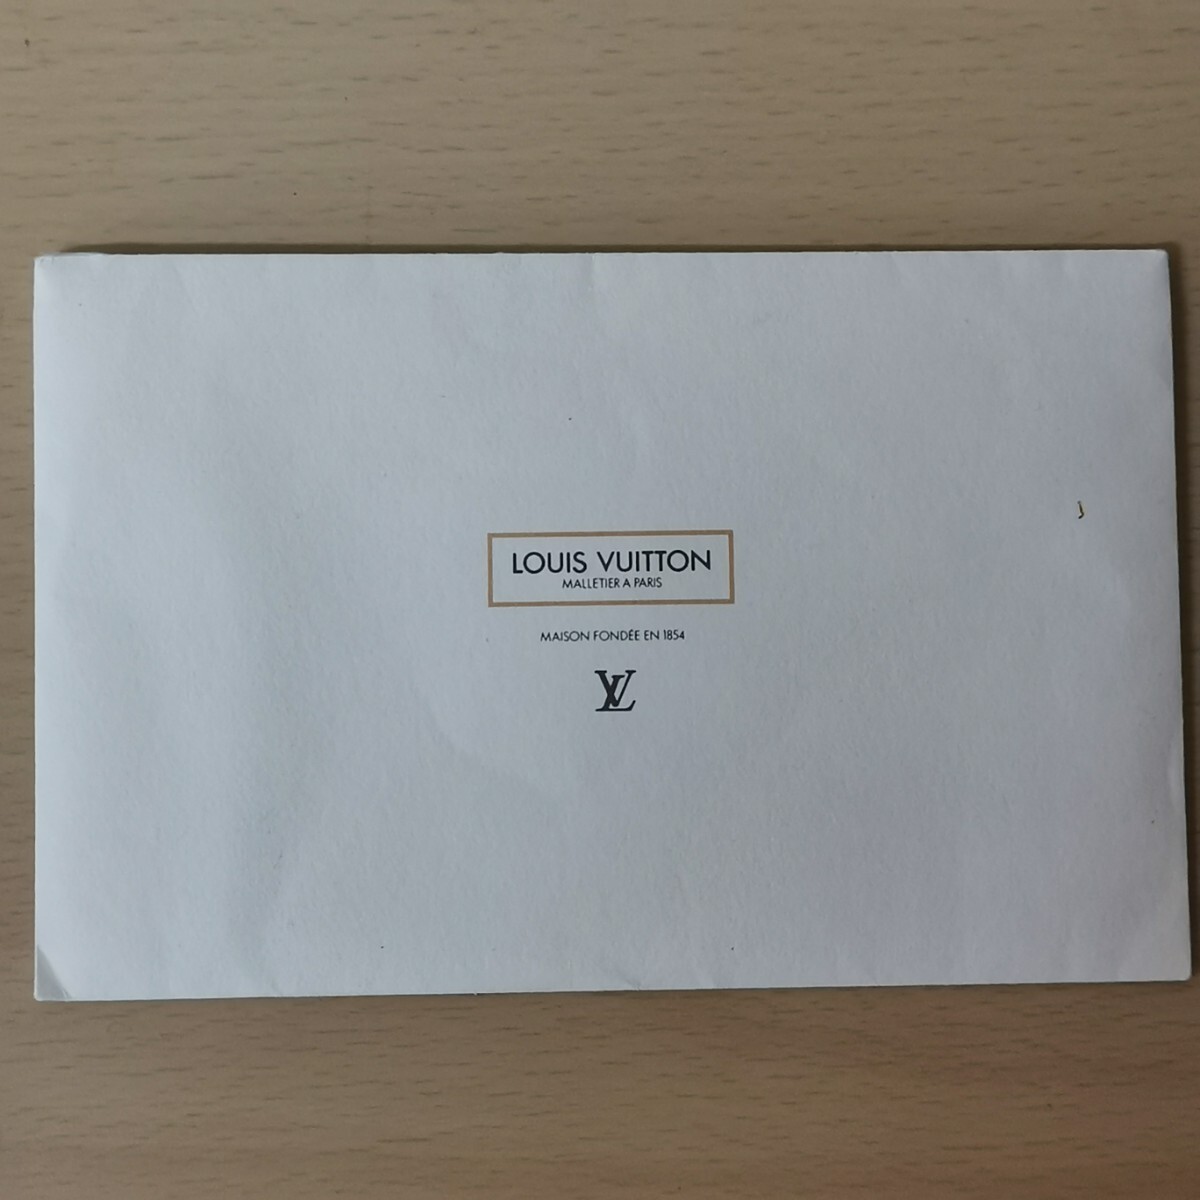 LOUIS VUITTON
MALLETIER A PARIS
MAISON FONDÉE EN 1854
LV